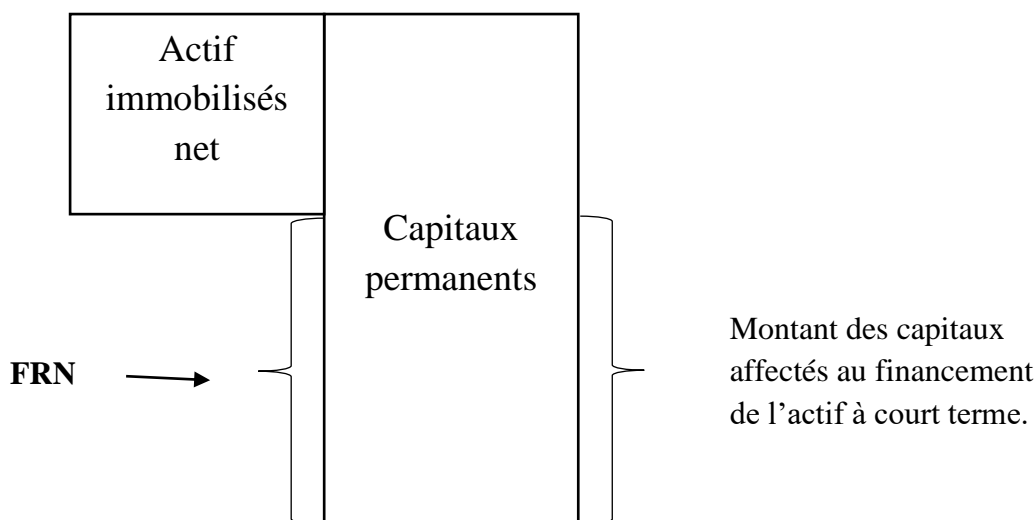 Actif
immobilisés
net
Capitaux
permanents
FRN
Montant des capitaux
affectés au financement
de l’actif à court terme.